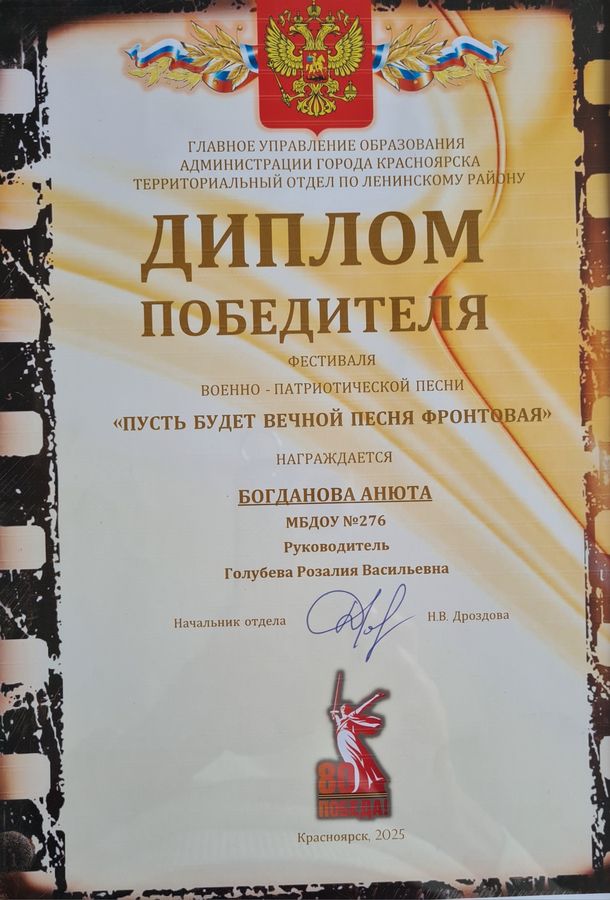 ГЛАВНОЕ УПРАВЛЕНИЕ ОБРАЗОВАНИЯ
АДМИНИСТРАЦИИ ГОРОДА КРАСНОЯРСКА
ТЕРРИТОРИАЛЬНЫЙ ОТДЕЛ ПО ЛЕНИНСКОМУ РАЙОНУ
ДИПЛОМ
ПОБЕДИТЕЛЯ
ФЕСТИВАЛЯ
ВОЕННО - ПАТРИОТИЧЕСКОЙ ПЕСНИ
«ПУСТЬ БУДЕТ ВЕЧНОЙ ПЕСНЯ ФРОНТОВАЯ»
НАГРАЖДАЕТСЯ
БОГДАНОВА АНЮТА
МБДОУ №276
Руководитель
Голубева Розалия Васильевна
Начальник отдела Н.В. Дроздова
80
ПОБЕДА!
Красноярск, 2025